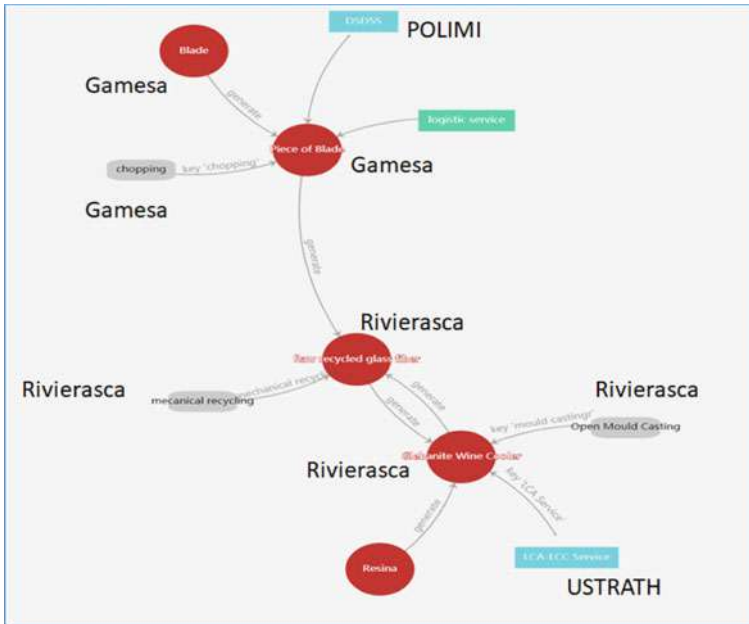 DSDSS
POLIMI
Blade
Gamesa
generate
logistic service
Piece of Blade
chopping
key 'chopping'
Gamesa
Gamesa
generate
Rivierasca
recycled glass fiber
Rivierasca
mecanical recycling
mechanical recycl
generate
generate
Rivierasca
key 'mould casting!'
Open Mould Casting
Rivierasca
Wine Cooler
key 'LCA Service'
generate
Resina
LCA-LCC Service
USTRATH